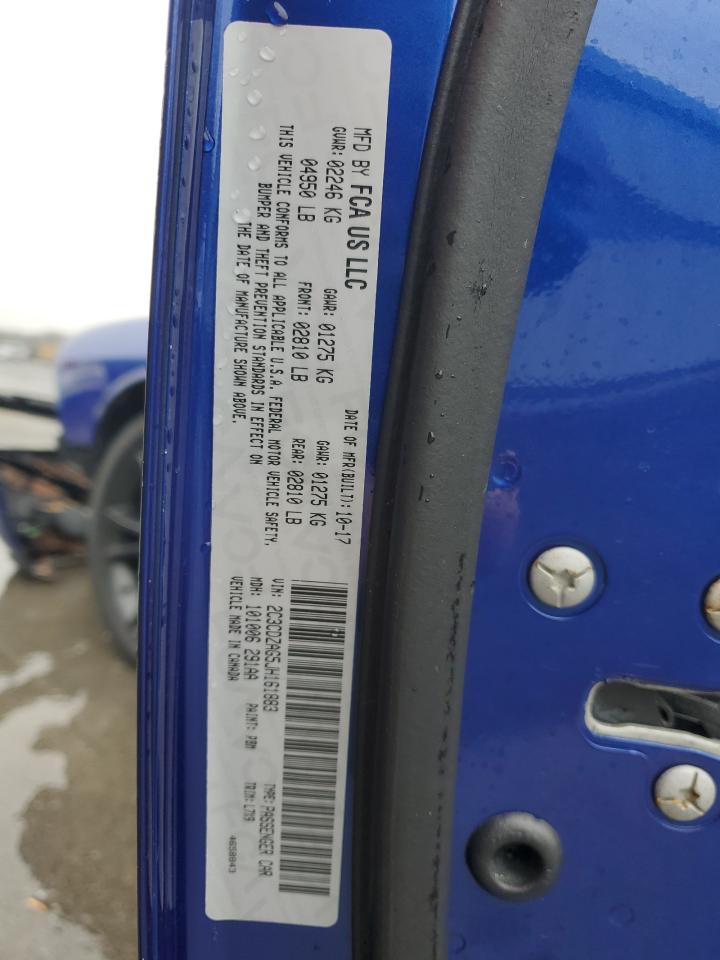 MFD BY FCA US LLC
DATE OF MFR(BUILT): 10-17
GVWR: 02246 KG GAWR: 01275 KG GAWR: 01275 KG
04950 LB FRONT: 02810 LB REAR: 02810 LB
THIS VEHICLE CONFORMS TO ALL APPLICABLE U.S.A. FEDERAL MOTOR VEHICLE SAFETY,
BUMPER AND THEFT PREVENTION STANDARDS IN EFFECT ON
THE DATE OF MANUFACTURE SHOWN ABOVE.
VIN: 2C3CDZAG5JH161883 TYPE: PASSENGER CAR
MDH: 101006 291AA PAINT: PBM TRIM: L7X9
VEHICLE MADE IN CANADA 4658843